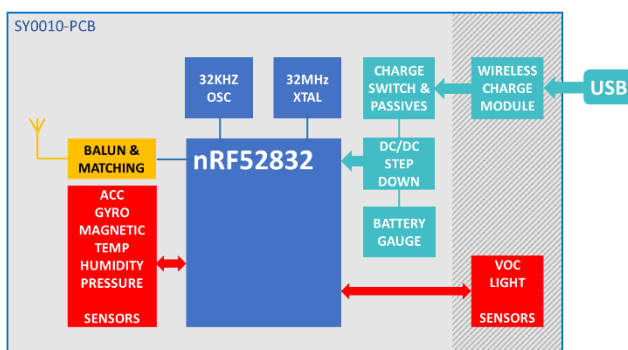 SY0010-PCB
32KHZ
OSC
32MHz
XTAL
CHARGE
SWITCH &
PASSIVES
WIRELESS
CHARGE
MODULE
USB
BALUN &
MATCHING
nRF52832
DC/DC
STEP
DOWN
BATTERY
GAUGE
ACC
GYRO
MAGNETIC
TEMP
HUMIDITY
PRESSURE
SENSORS
VOC
LIGHT
SENSORS